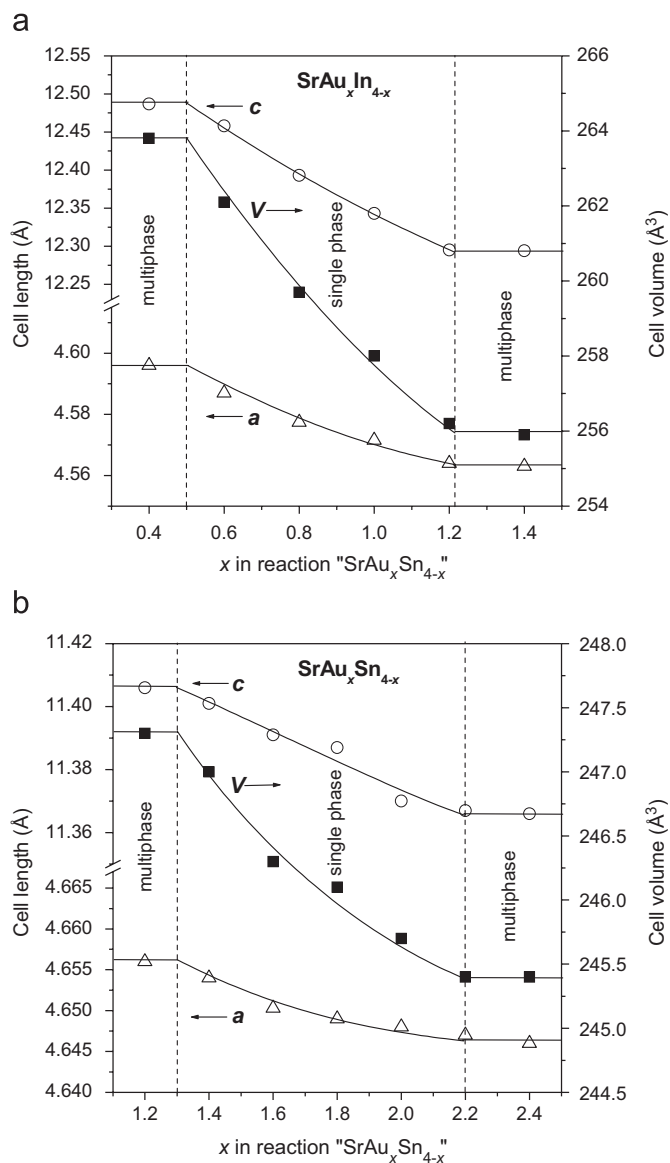 a
SrAuxIn4-x
12.55
12.50
12.45
12.40
12.35
12.30
12.25
4.60
4.58
4.56
Cell length (Å)
266
264
262
260
258
256
254
Cell volume (Å3)
c
V
a
multiphase
single phase
multiphase
0.4 0.6 0.8 1.0 1.2 1.4
x in reaction "SrAuxSn4-x"
b
SrAuxSn4-x
11.42
11.40
11.38
11.36
4.665
4.660
4.655
4.650
4.645
4.640
Cell length (Å)
248.0
247.5
247.0
246.5
246.0
245.5
245.0
244.5
Cell volume (Å3)
c
V
a
multiphase
single phase
multiphase
1.2 1.4 1.6 1.8 2.0 2.2 2.4
x in reaction "SrAuxSn4-x"